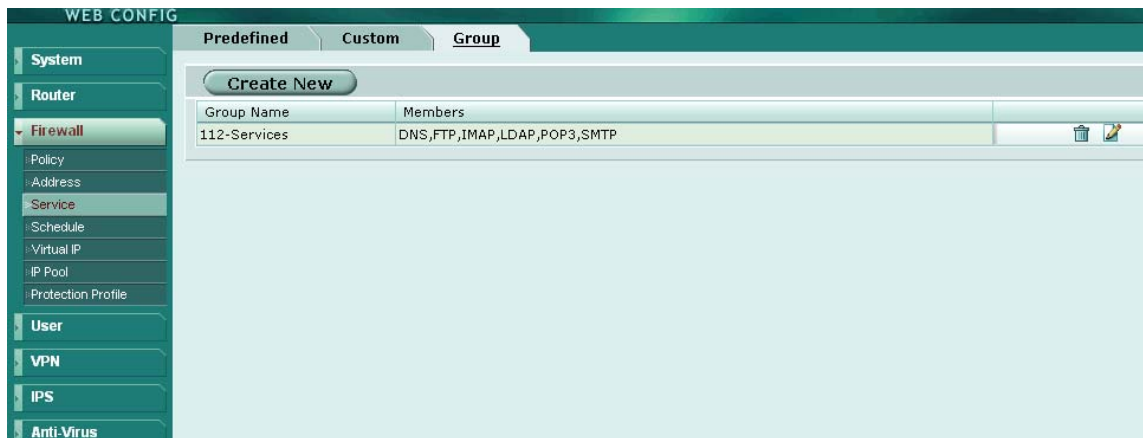 WEB CONFIG
Predefined
Custom
Group
System
Router
Firewall
Policy
Address
Service
Schedule
Virtual IP
IP Pool
Protection Profile
User
VPN
IPS
Anti-Virus
Create New
Group Name
Members
112-Services
DNS,FTP,IMAP,LDAP,POP3,SMTP